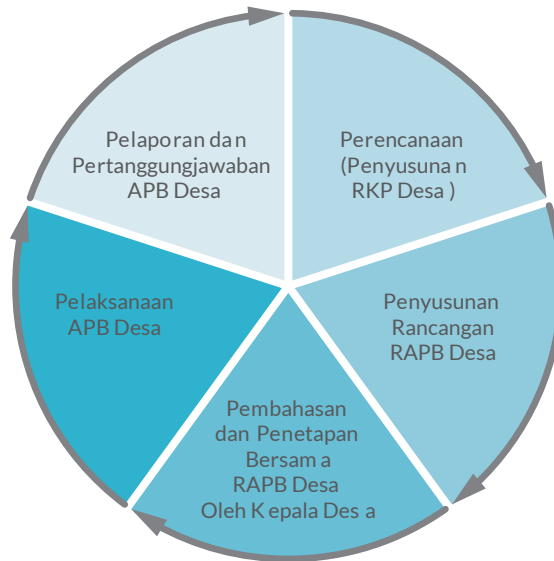 Perencanaan
(Penyusunan
RKP Desa )
Penyusunan
Rancangan
RAPB Desa
Pembahasan
dan Penetapan
Bersama
RAPB Desa
Oleh Kepala Desa
Pelaksanaan
APB Desa
Pelaporan dan
Pertanggungjawaban
APB Desa